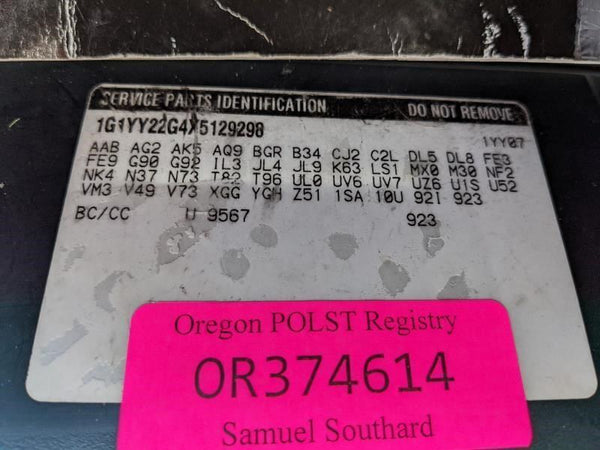 SERVICE PARTS IDENTIFICATION DO NOT REMOVE
1G1YY22G4X5129298
1YY07
AAB AG2 AK5 AQ9 BGR B34 CJ2 C2L DL5 DL8 FE3
FE9 G90 G92 IL3 JL4 JL9 K63 LS1 MX0 M30 NF2
NK4 N37 N73 T82 T96 UL0 UV6 UV7 UZ6 U1S U52
VM3 V49 V73 XGG YGH Z51 1SA 10U 92I 923
BC/CC U 9567 923
Oregon POLST Registry
OR374614
Samuel Southard